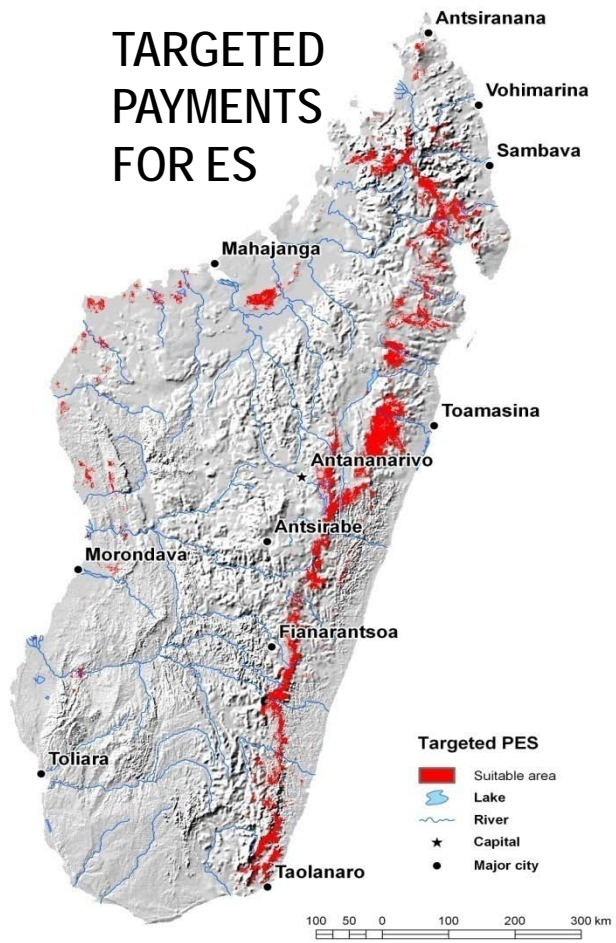 TARGETED
PAYMENTS
FOR ES
Antsiranana
Vohimarina
Sambava
Mahajanga
Toamasina
Antananarivo
Antsirabe
Morondava
Fianarantsoa
Toliara
Taolanaro
Targeted PES
Suitable area
Lake
River
Capital
Major city
100 50 0 100 200 300 km